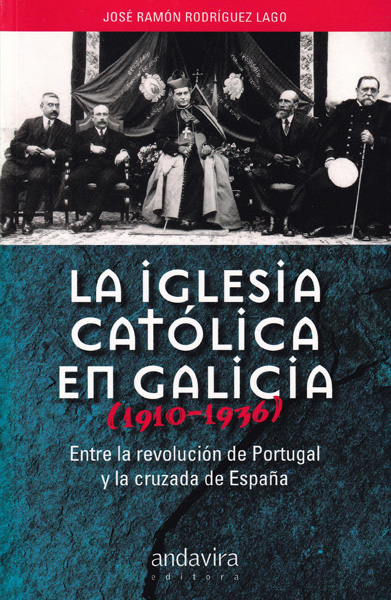 JOSÉ RAMÓN RODRÍGUEZ LAGO
LA IGLESIA
CATÓLICA
EN GALICIA
(1910-1936)
Entre la revolución de Portugal
y la cruzada de España
andavira
editora